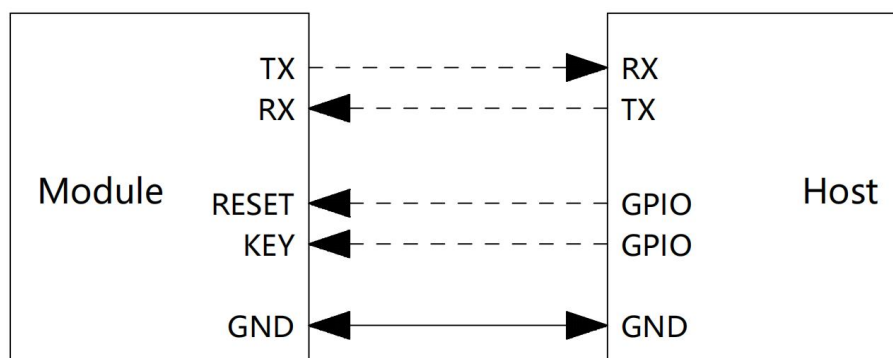 TX RX
RX TX
Module RESET GPIO Host
KEY GPIO
GND GND